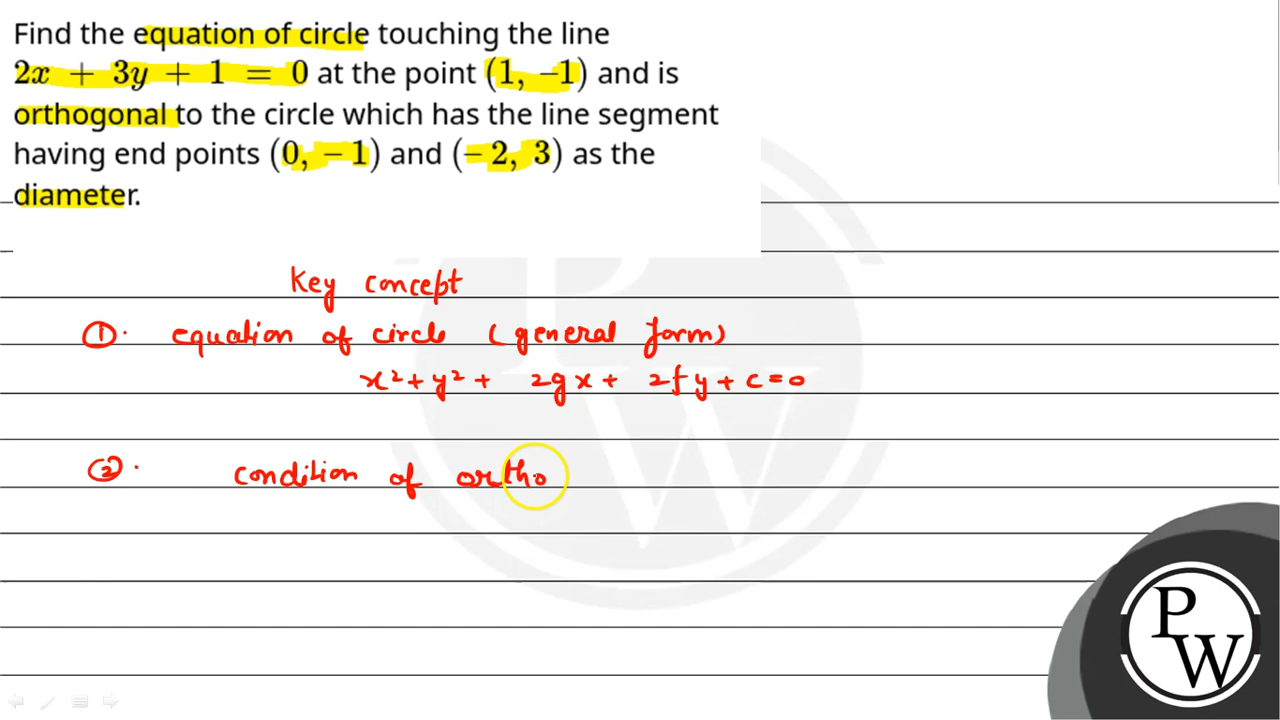 Find the equation of circle touching the line
2x + 3y + 1 = 0 at the point (1, –1) and is
orthogonal to the circle which has the line segment
having end points (0, – 1) and (– 2, 3) as the
diameter.
Key concept
①. equation of circle (general form)
x² + y² + 2gx + 2fy + c = 0
②. condition of ortho
P
W